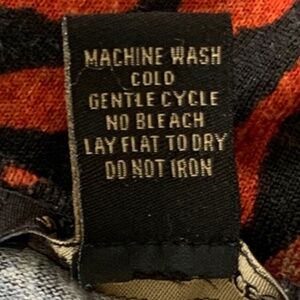 MACHINE WASH
COLD
GENTLE CYCLE
NO BLEACH
LAY FLAT TO DRY
DO NOT IRON